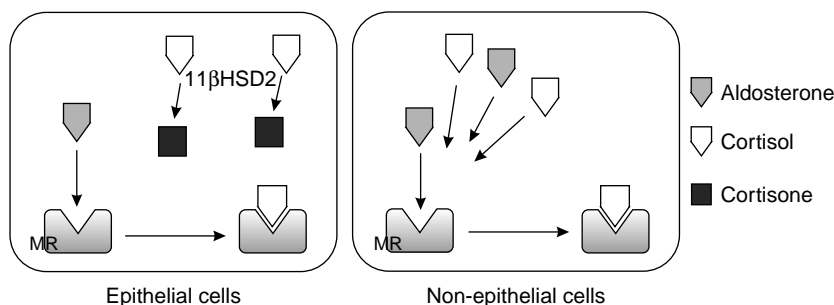 11βHSD2
MR
Epithelial cells
MR
Non-epithelial cells
Aldosterone
Cortisol
Cortisone